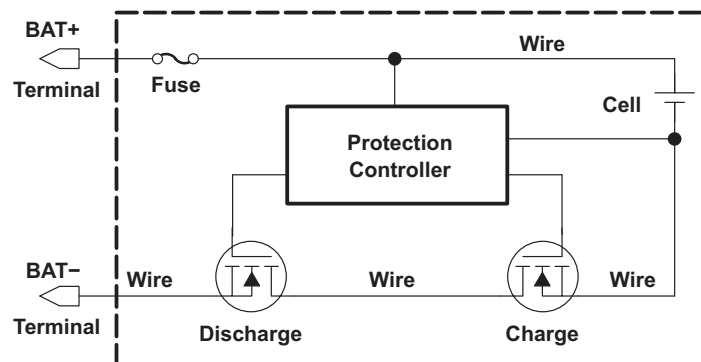 BAT+
Terminal
Fuse
Wire
Cell
Protection
Controller
BAT−
Terminal
Wire
Wire
Wire
Discharge
Charge